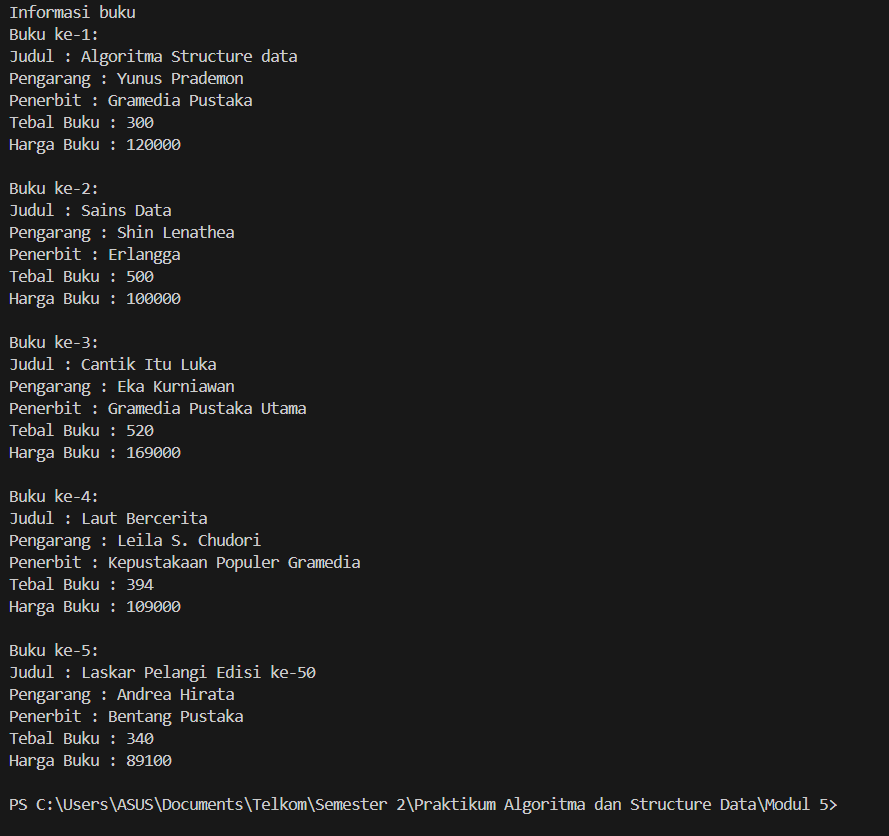 Informasi buku
Buku ke-1:
Judul : Algoritma Structure data
Pengarang : Yunus Prademon
Penerbit : Gramedia Pustaka
Tebal Buku : 300
Harga Buku : 120000
Buku ke-2:
Judul : Sains Data
Pengarang : Shin Lenathea
Penerbit : Erlangga
Tebal Buku : 500
Harga Buku : 100000
Buku ke-3:
Judul : Cantik Itu Luka
Pengarang : Eka Kurniawan
Penerbit : Gramedia Pustaka Utama
Tebal Buku : 520
Harga Buku : 169000
Buku ke-4:
Judul : Laut Bercerita
Pengarang : Leila S. Chudori
Penerbit : Kepustakaan Populer Gramedia
Tebal Buku : 394
Harga Buku : 109000
Buku ke-5:
Judul : Laskar Pelangi Edisi ke-50
Pengarang : Andrea Hirata
Penerbit : Bentang Pustaka
Tebal Buku : 340
Harga Buku : 89100
PS C:\Users\ASUS\Documents\Telkom\Semester 2\Praktikum Algoritma dan Structure Data\Modul 5>